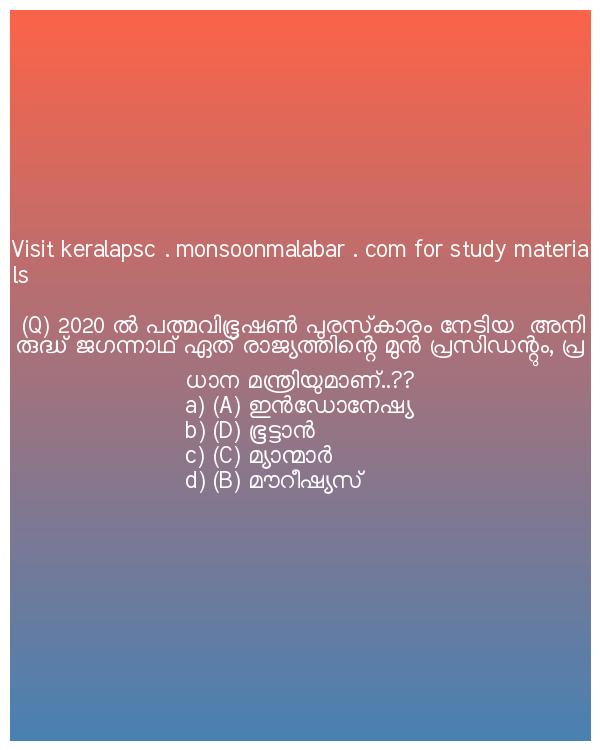 Visit keralapsc . monsoonmalabar . com for study materia
ls
(Q) 2020 ൽ പത്മവിഭൂഷൺ പുരസ്കാരം നേടിയ  അനി
രുദ്ധ് ജഗന്നാഥ് ഏത് രാജ്യത്തിന്റെ മുൻ പ്രസിഡന്റും, പ്ര
ധാന മന്ത്രിയുമാണ്..??
a) (A) ഇൻഡോനേഷ്യ
b) (D) ഭൂട്ടാൻ
c) (C) മ്യാന്മാർ
d) (B) മൗറീഷ്യസ്